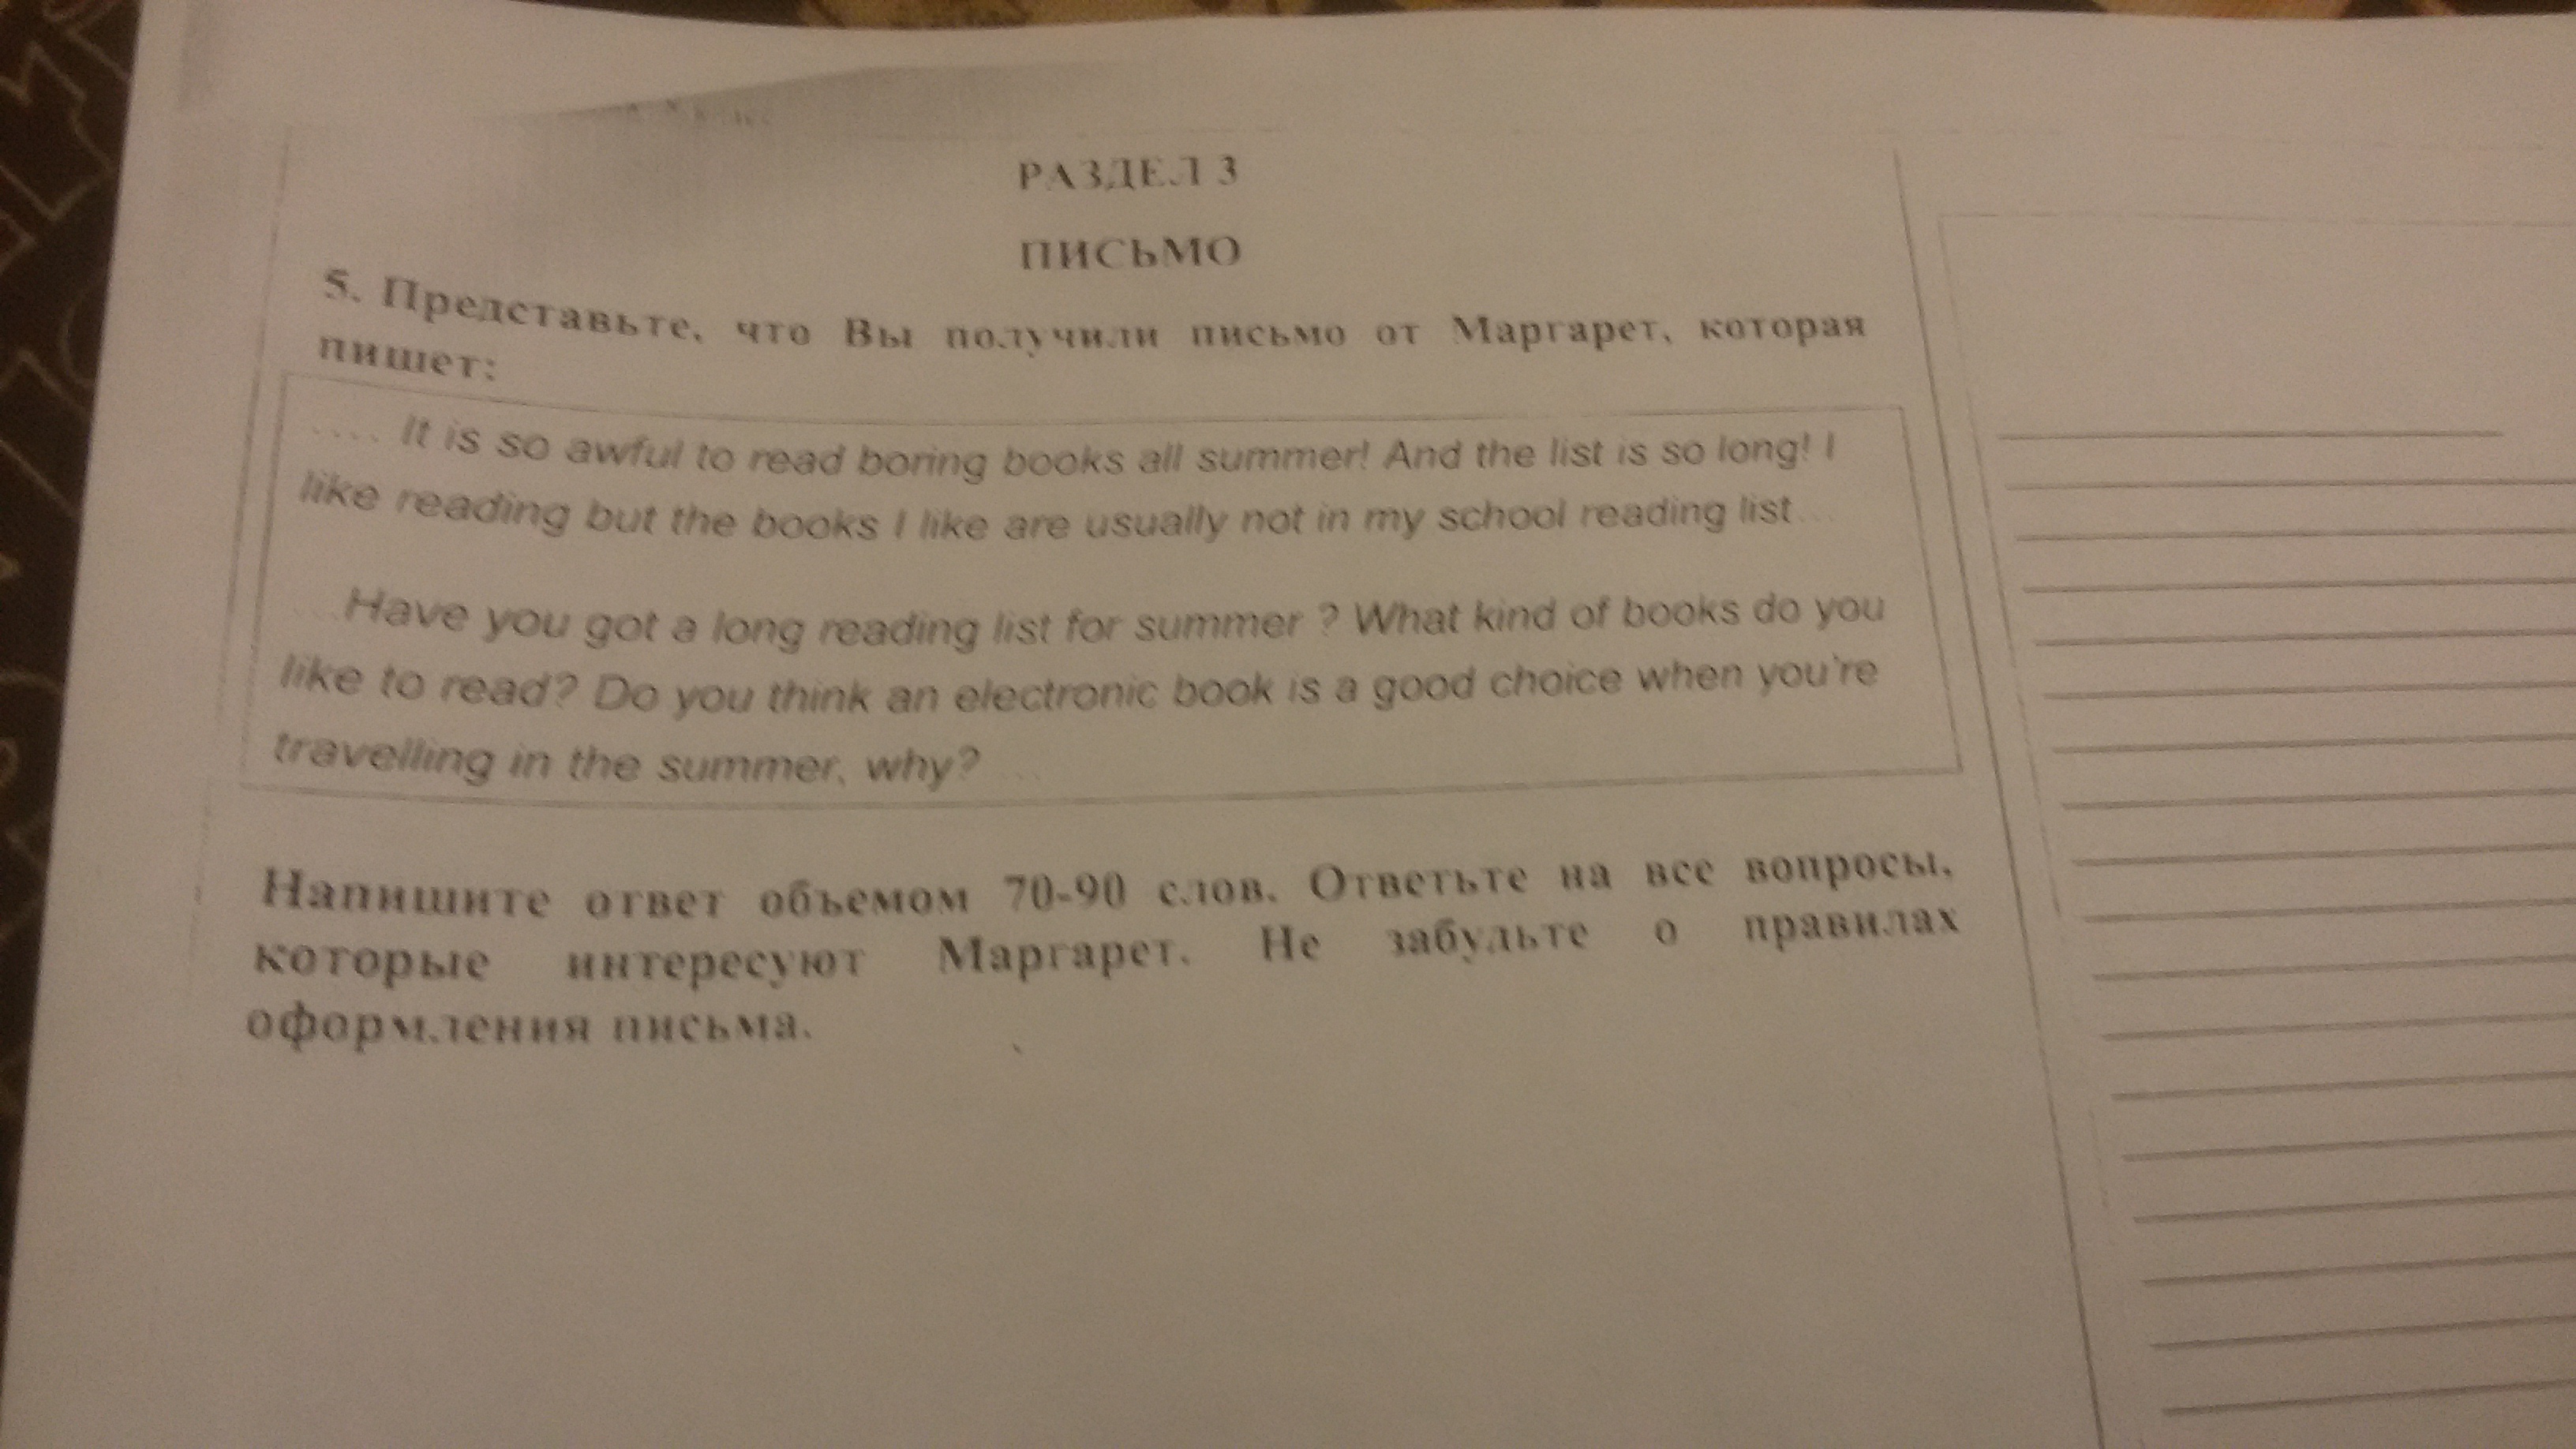 РАЗДЕЛ 3
ПИСЬМО
5. Представьте, что Вы получили письмо от Маргарет, которая
пишет:
.... It is so awful to read boring books all summer! And the list is so long! I
like reading but the books I like are usually not in my school reading list...
...Have you got a long reading list for summer ? What kind of books do you
like to read? Do you think an electronic book is a good choice when you're
travelling in the summer, why? ...
Напишите ответ объемом 70-90 слов. Ответьте на все вопросы,
которые интересуют Маргарет. Не забудьте о правилах
оформления письма.